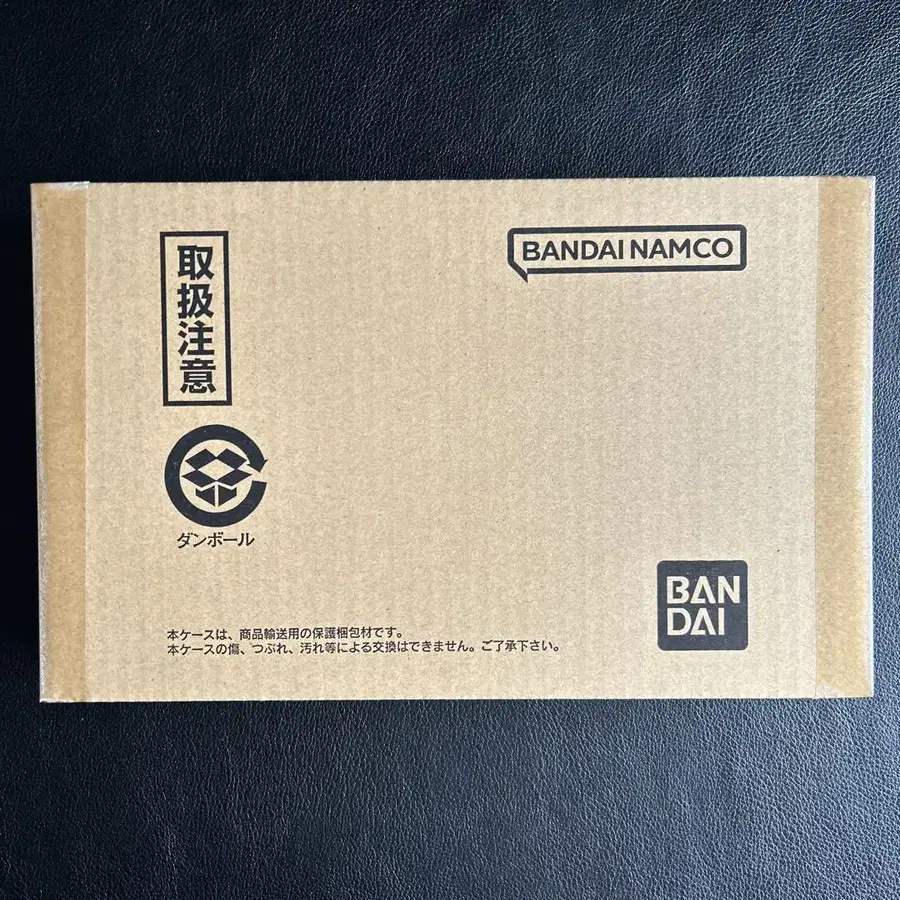 取扱注意
BANDAI NAMCO
ダンボール
BAN
DAI
本ケースは、商品輸送用の保護梱包材です。
本ケースの傷、つぶれ、汚れ等による交換はできません。ご了承下さい。